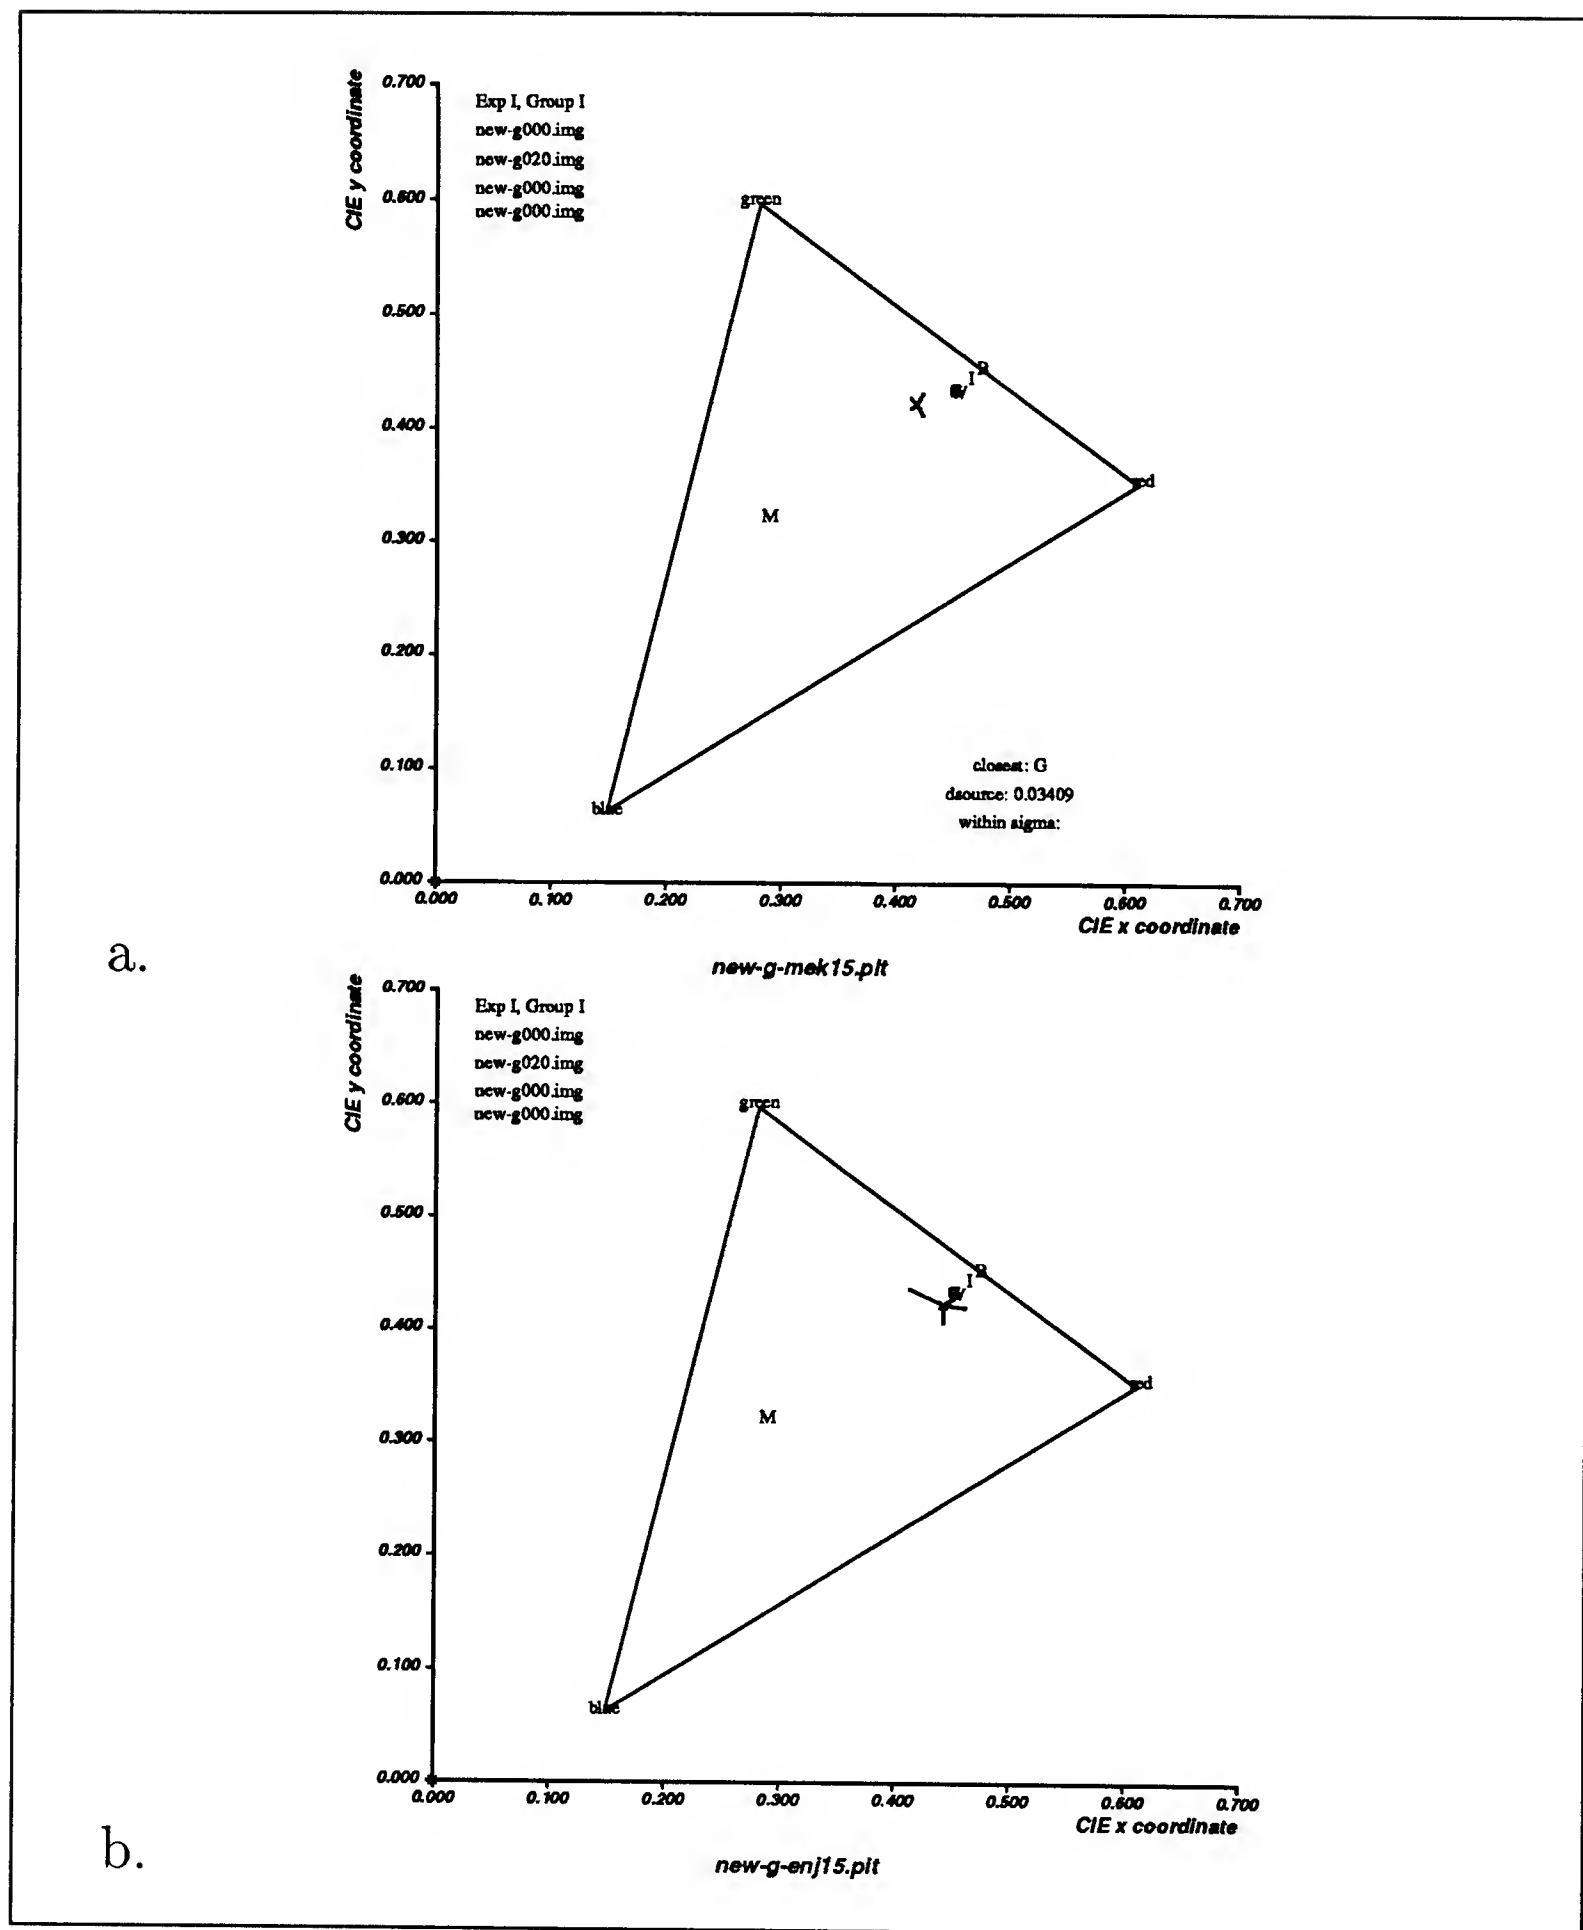 0.700
CIE y coordinate
Exp I, Group I
new-g000.img
new-g020.img
0.600
new-g000.img
new-g000.img
green
0.500
B
I
0.400
red
M
0.300
0.200
0.100
closest: G
dsource: 0.03409
within sigma:
blue
0.000
0.000 0.100 0.200 0.300 0.400 0.500 0.600 0.700
CIE x coordinate
a.
new-g-mek15.plt
0.700
CIE y coordinate
Exp I, Group I
new-g000.img
new-g020.img
0.600
new-g000.img
new-g000.img
green
0.500
B
I
0.400
red
M
0.300
0.200
0.100
blue
0.000
0.000 0.100 0.200 0.300 0.400 0.500 0.600 0.700
CIE x coordinate
b.
new-g-enj15.plt